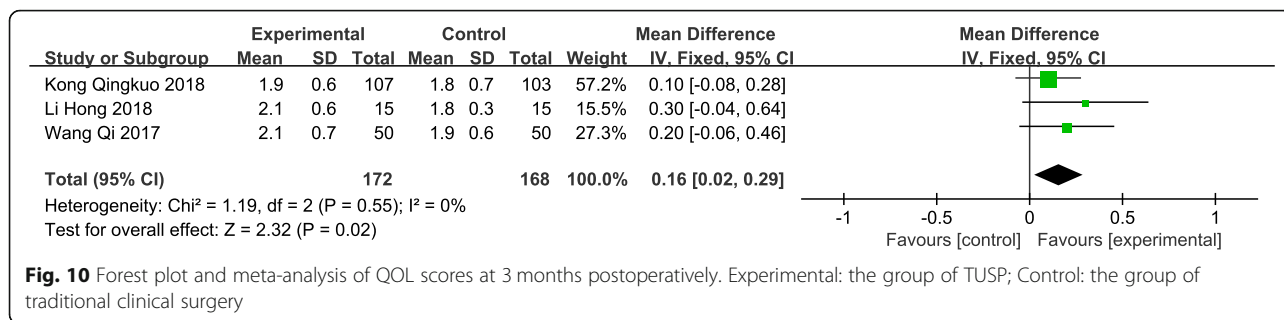 Experimental Control Mean Difference Mean Difference
Study or Subgroup Mean SD Total Mean SD Total Weight IV, Fixed, 95% CI IV, Fixed, 95% CI
Kong Qingkuo 2018 1.9 0.6 107 1.8 0.7 103 57.2% 0.10 [-0.08, 0.28]
Li Hong 2018 2.1 0.6 15 1.8 0.3 15 15.5% 0.30 [-0.04, 0.64]
Wang Qi 2017 2.1 0.7 50 1.9 0.6 50 27.3% 0.20 [-0.06, 0.46]
Total (95% CI) 172 168 100.0% 0.16 [0.02, 0.29]
Heterogeneity: Chi² = 1.19, df = 2 (P = 0.55); I² = 0%
Test for overall effect: Z = 2.32 (P = 0.02)
-1 -0.5 0 0.5 1
Favours [control] Favours [experimental]
Fig. 10 Forest plot and meta-analysis of QOL scores at 3 months postoperatively. Experimental: the group of TUSP; Control: the group of
traditional clinical surgery